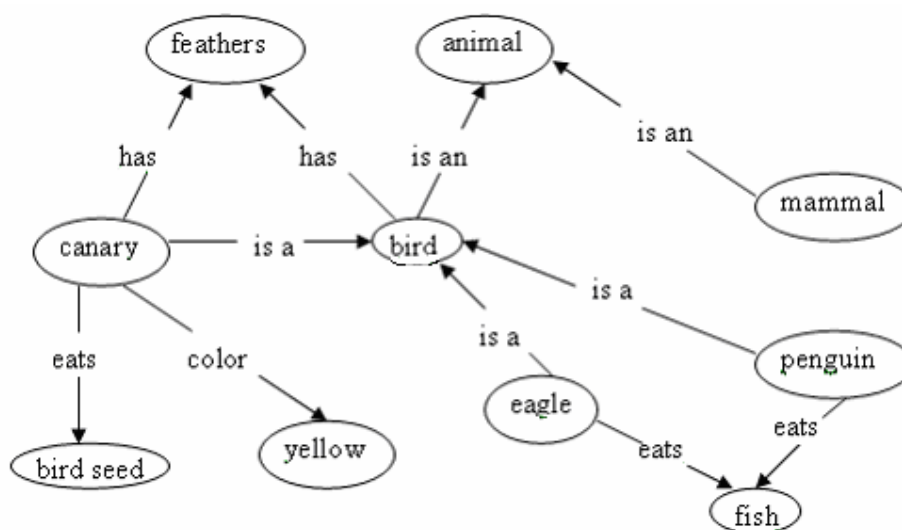 feathers
animal
has
has
is an
is an
mammal
canary
is a
bird
is a
is a
eats
color
penguin
eagle
eats
eats
bird seed
yellow
fish